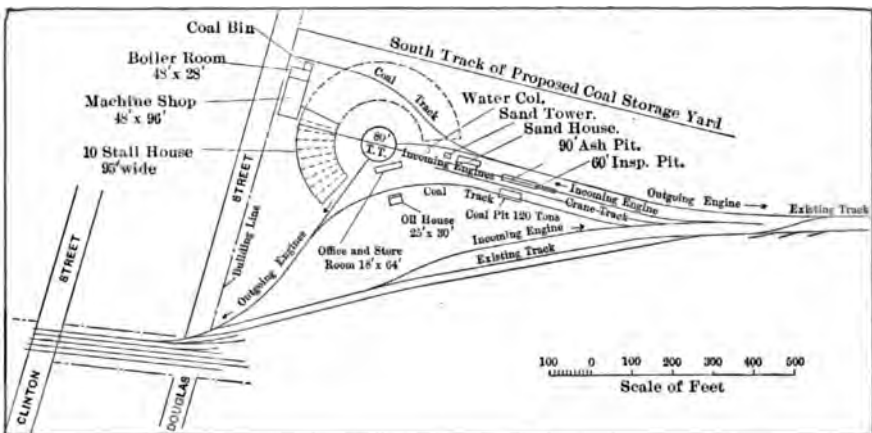 Coal Bin
Boiler Room
48' x 28'
Machine Shop
48' x 96'
10 Stall House
95' wide
South Track of Proposed Coal Storage Yard
Coal
Track
Water Col.
Sand Tower.
Sand House.
90' Ash Pit.
60' Insp. Pit.
80'
T.T.
Incoming Engines
Incoming Engine
Outgoing Engine
Existing Track
Coal
Track
Crane-Track
Coal Pit 120 Tons
Oil House
25' x 30'
Office and Store
Room 18' x 64'
Incoming Engine
Existing Track
Outgoing Engines
Building Line
STREET
STREET
CLINTON
DOUGLAS
100 0 100 200 300 400 500
Scale of Feet